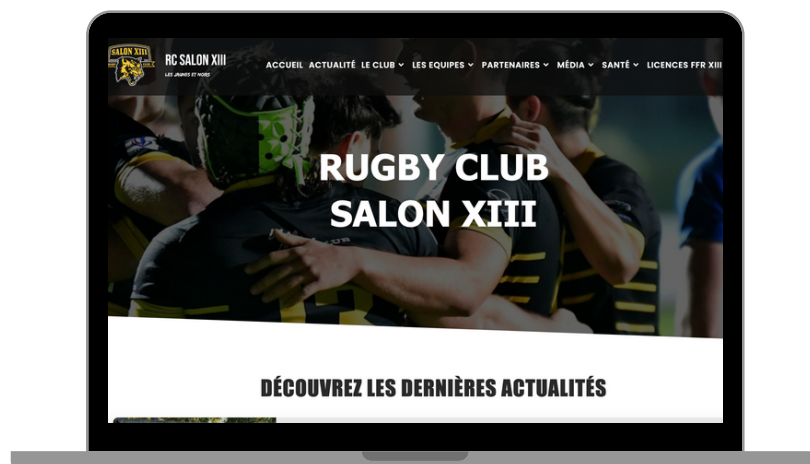 SALON XIII
RC SALON XIII
LES JAUNES ET NOIRS
ACCUEIL ACTUALITÉ LE CLUB LES EQUIPES PARTENAIRES MÉDIA SANTÉ LICENCES FFR XIII
RUGBY CLUB
SALON XIII
DÉCOUVREZ LES DERNIÈRES ACTUALITÉS